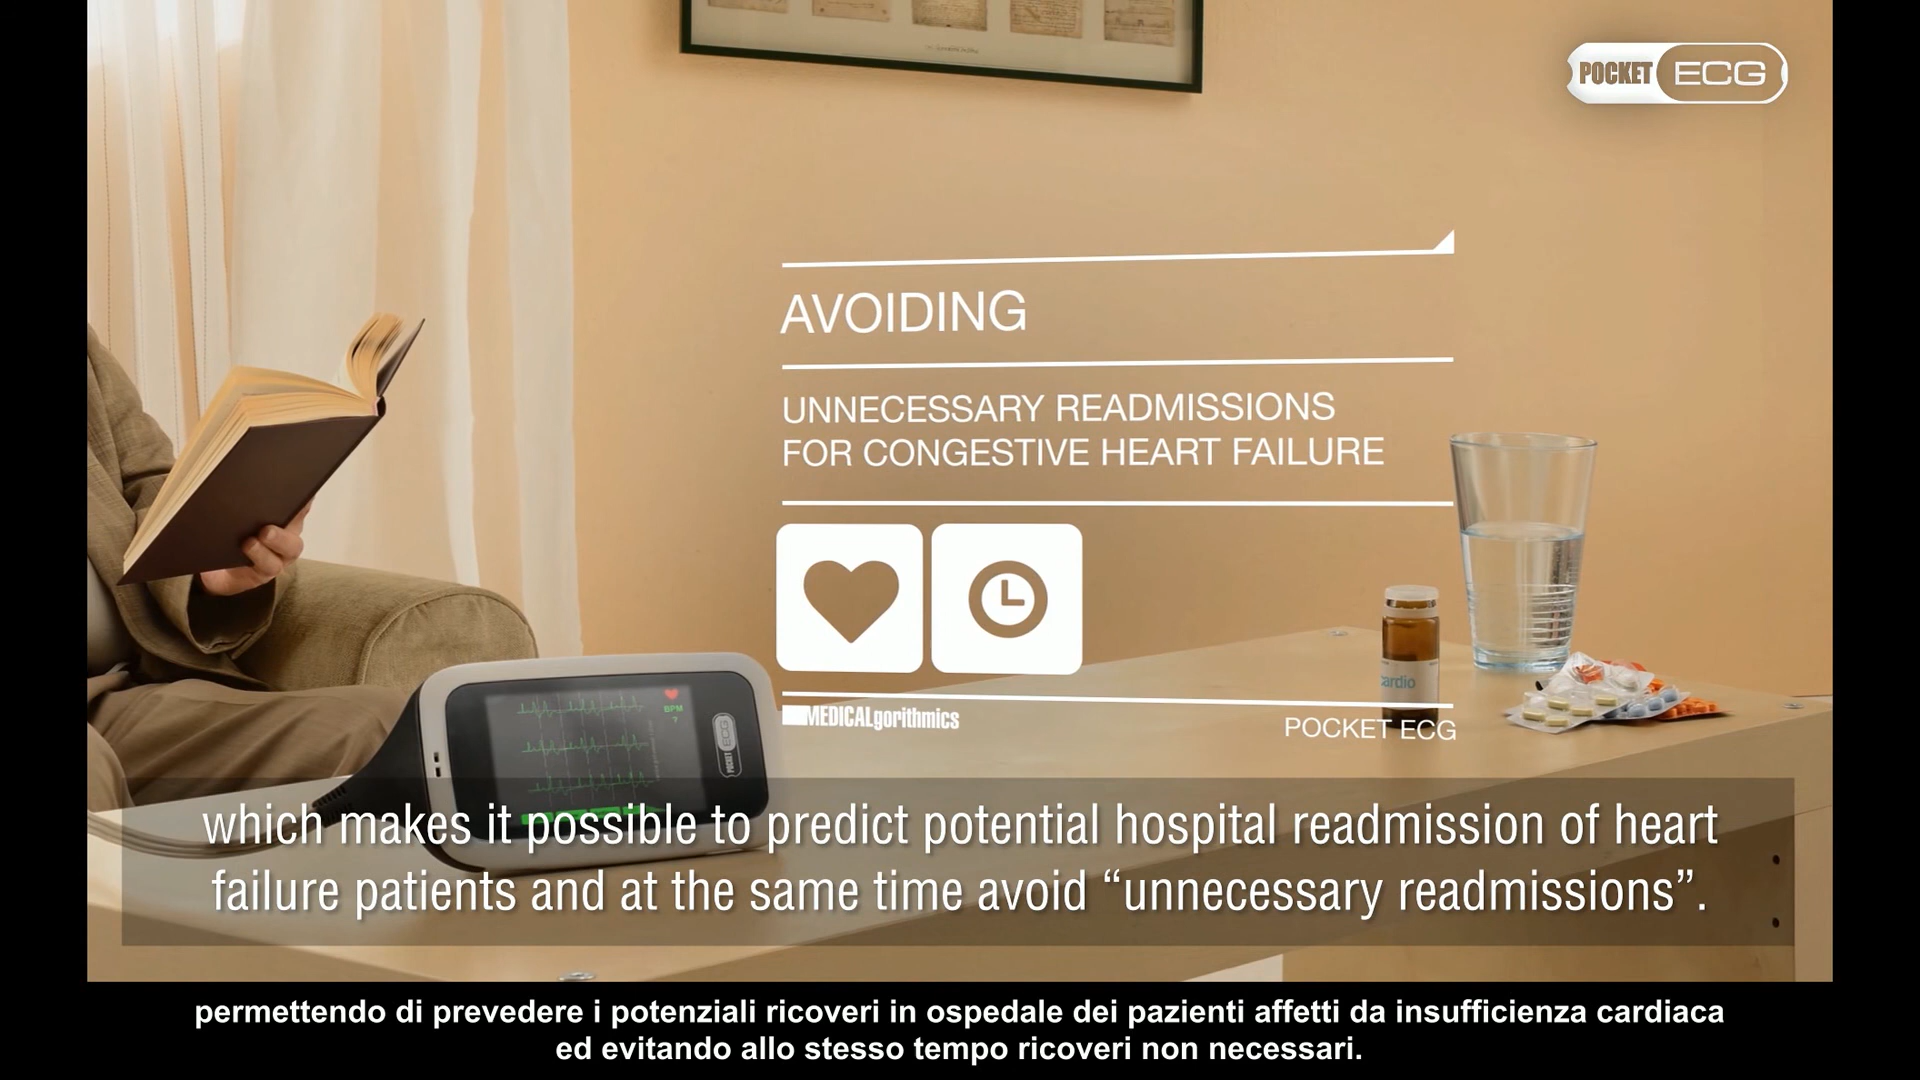 POCKET ECG
AVOIDING
UNNECESSARY READMISSIONS
FOR CONGESTIVE HEART FAILURE
cardio
MEDICALgorithmics
POCKET ECG
BPM
POCKET ECG
which makes it possible to predict potential hospital readmission of heart
failure patients and at the same time avoid “unnecessary readmissions”.
permettendo di prevedere i potenziali ricoveri in ospedale dei pazienti affetti da insufficienza cardiaca
ed evitando allo stesso tempo ricoveri non necessari.